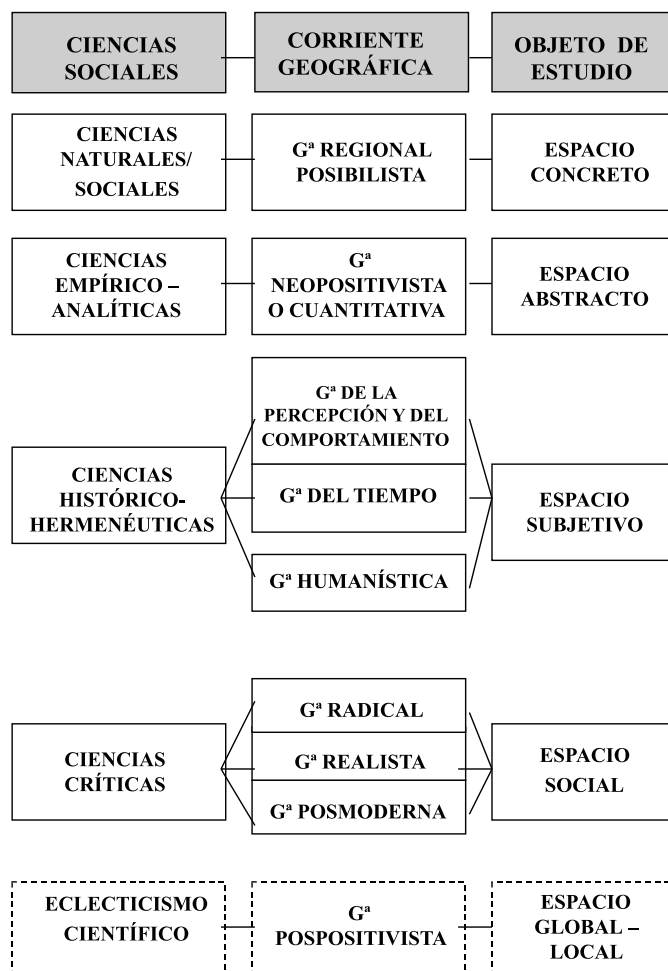 CIENCIAS
SOCIALES
CORRIENTE
GEOGRÁFICA
OBJETO DE
ESTUDIO
CIENCIAS
NATURALES/
SOCIALES
Gª REGIONAL
POSIBILISTA
ESPACIO
CONCRETO
CIENCIAS
EMPÍRICO –
ANALÍTICAS
Gª
NEOPOSITIVISTA
O CUANTITATIVA
ESPACIO
ABSTRACTO
CIENCIAS
HISTÓRICO-
HERMENÉUTICAS
Gª DE LA
PERCEPCIÓN Y DEL
COMPORTAMIENTO
Gª DEL TIEMPO
Gª HUMANÍSTICA
ESPACIO
SUBJETIVO
CIENCIAS
CRÍTICAS
Gª RADICAL
Gª REALISTA
Gª POSMODERNA
ESPACIO
SOCIAL
ECLECTICISMO
CIENTÍFICO
Gª
POSPOSITIVISTA
ESPACIO
GLOBAL –
LOCAL